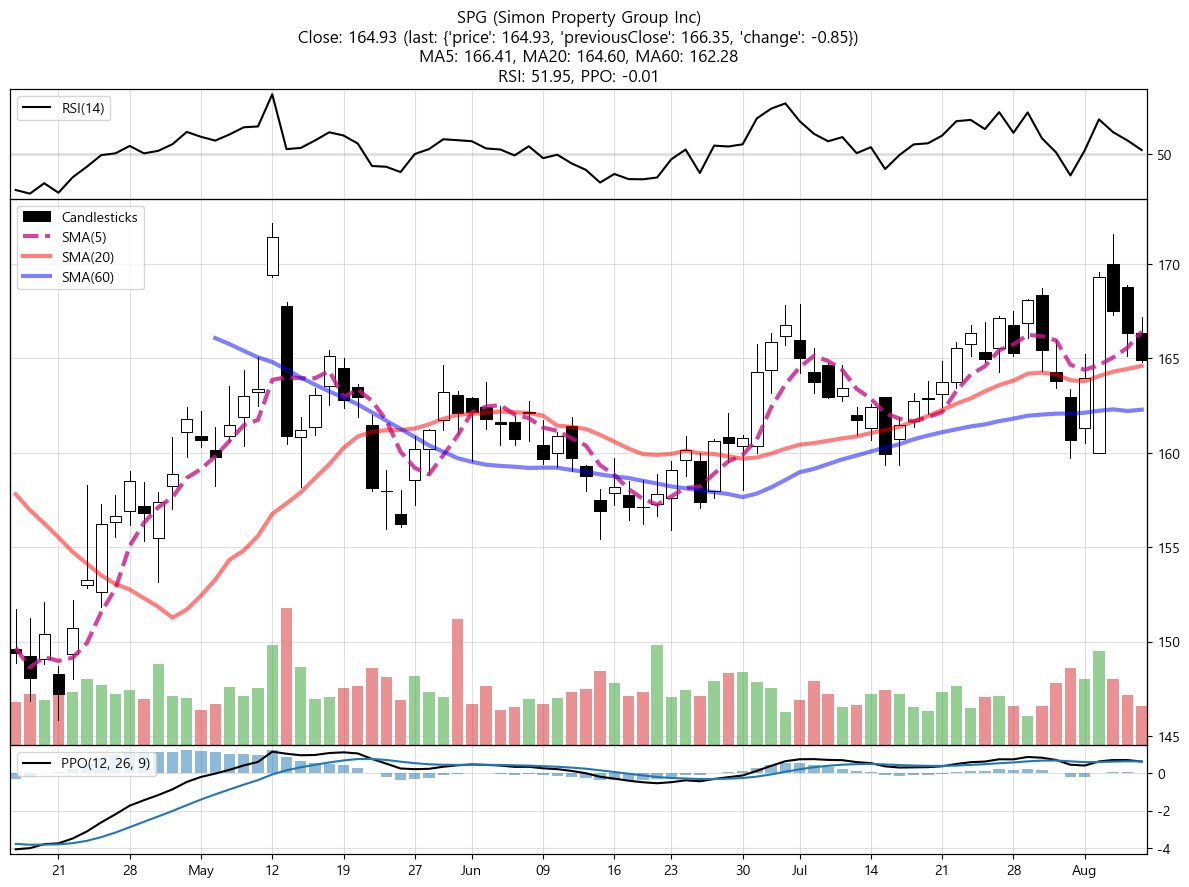 SPG (Simon Property Group Inc)
Close: 164.93 (last: {'price': 164.93, 'previousClose': 166.35, 'change': -0.85})
MA5: 166.41, MA20: 164.60, MA60: 162.28
RSI: 51.95, PPO: -0.01
RSI(14)
50
Candlesticks
SMA(5)
SMA(20)
SMA(60)
170
165
160
155
150
145
PPO(12, 26, 9)
0
-2
-4
21
28
May
12
19
27
Jun
09
16
23
30
Jul
14
21
28
Aug